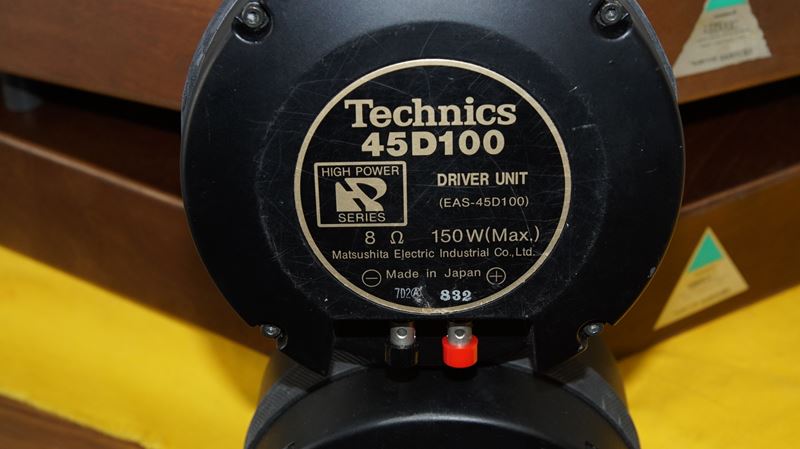 Technics
45D100
HIGH POWER
SERIES
DRIVER UNIT
(EAS-45D100)
8 Ω 150W(Max,)
Matsushita Electric Industrial Co., Ltd.
⊖ Made in Japan ⊕
832